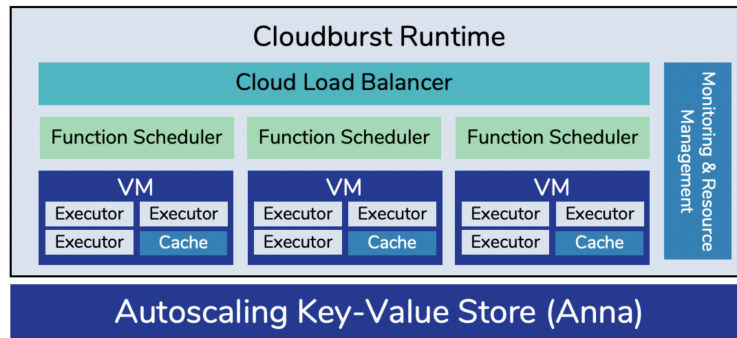 Cloudburst Runtime
Cloud Load Balancer
Function Scheduler
Function Scheduler
Function Scheduler
VM
Executor Executor
Executor Cache
VM
Executor Executor
Executor Cache
VM
Executor Executor
Executor Cache
Monitoring & Resource
Management
Autoscaling Key-Value Store (Anna)